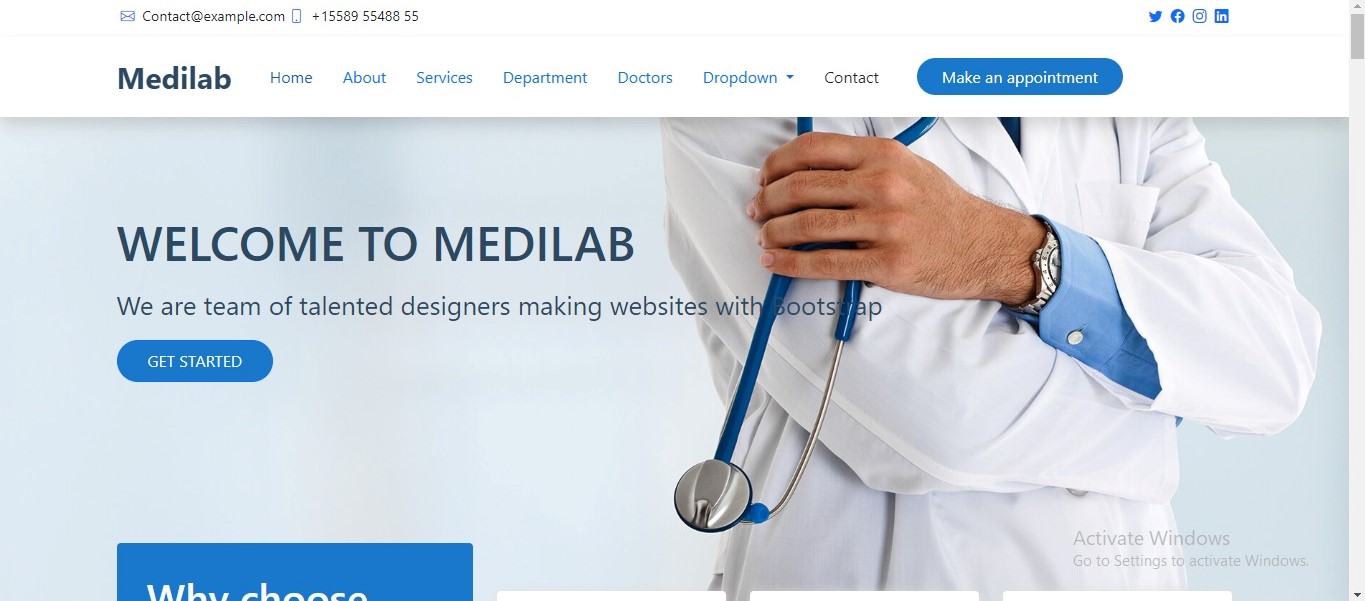 Contact@example.com +15589 55488 55
Medilab Home About Services Department Doctors Dropdown Contact Make an appointment
WELCOME TO MEDILAB
We are team of talented designers making websites with Bootstrap
GET STARTED
Activate Windows
Go to Settings to activate Windows.
Why choose